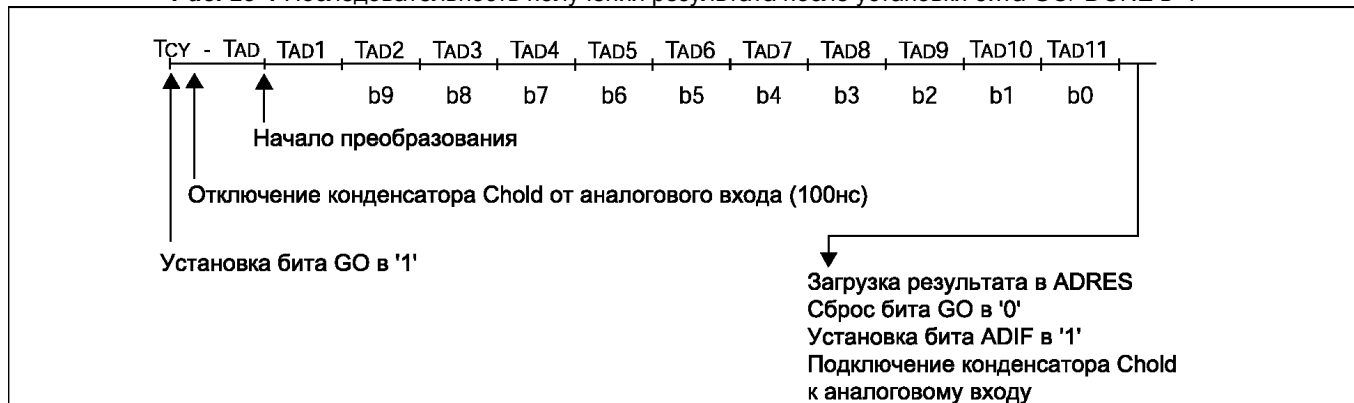 TCY - TAD TAD1 TAD2 TAD3 TAD4 TAD5 TAD6 TAD7 TAD8 TAD9 TAD10 TAD11
b9 b8 b7 b6 b5 b4 b3 b2 b1 b0
Начало преобразования
Отключение конденсатора Chold от аналогового входа (100нс)
Установка бита GO в '1'
Загрузка результата в ADRES
Сброс бита GO в '0'
Установка бита ADIF в '1'
Подключение конденсатора Chold
к аналоговому входу